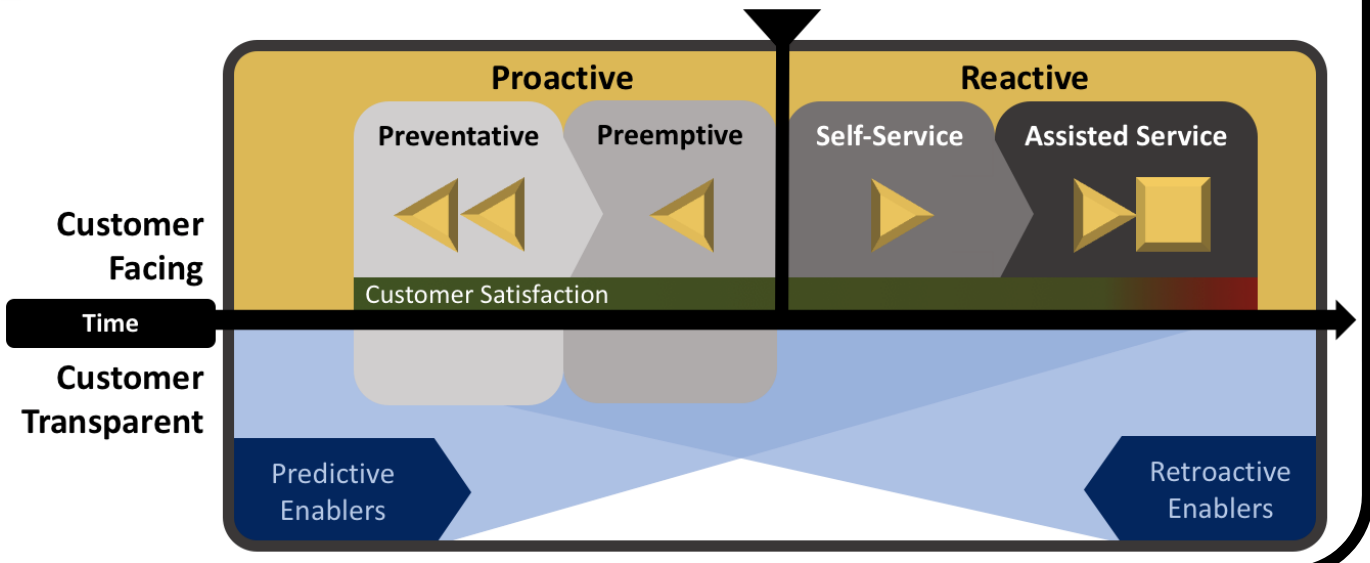 Proactive
Reactive
Preventative
Preemptive
Self-Service
Assisted Service
Customer
Facing
Customer Satisfaction
Time
Customer
Transparent
Predictive
Enablers
Retroactive
Enablers